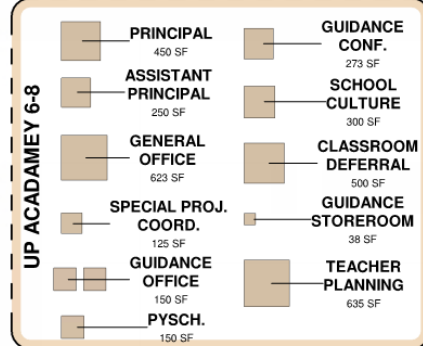 UP ACADAMEY 6-8
PRINCIPAL
450 SF
ASSISTANT
PRINCIPAL
250 SF
GENERAL
OFFICE
623 SF
SPECIAL PROJ.
COORD.
125 SF
GUIDANCE
OFFICE
150 SF
PYSCH.
150 SF
GUIDANCE
CONF.
273 SF
SCHOOL
CULTURE
300 SF
CLASSROOM
DEFERRAL
500 SF
GUIDANCE
STOREROOM
38 SF
TEACHER
PLANNING
635 SF